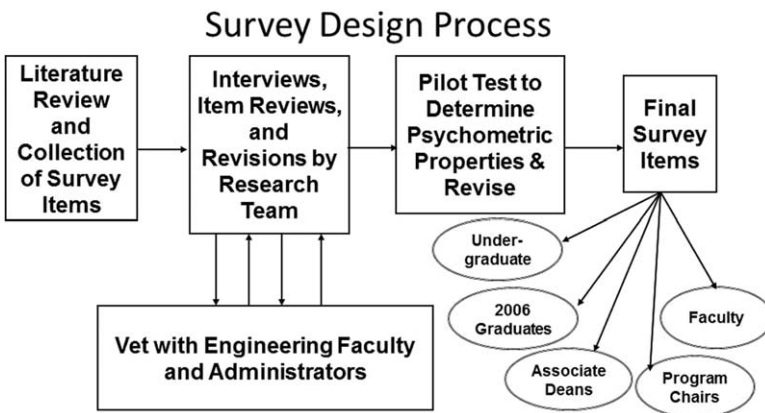 Survey Design Process
Literature
Review
and
Collection
of Survey
Items
Interviews,
Item Reviews,
and
Revisions by
Research
Team
Pilot Test to
Determine
Psychometric
Properties &
Revise
Final
Survey
Items
Vet with Engineering Faculty
and Administrators
Under-
graduate
2006
Graduates
Associate
Deans
Program
Chairs
Faculty